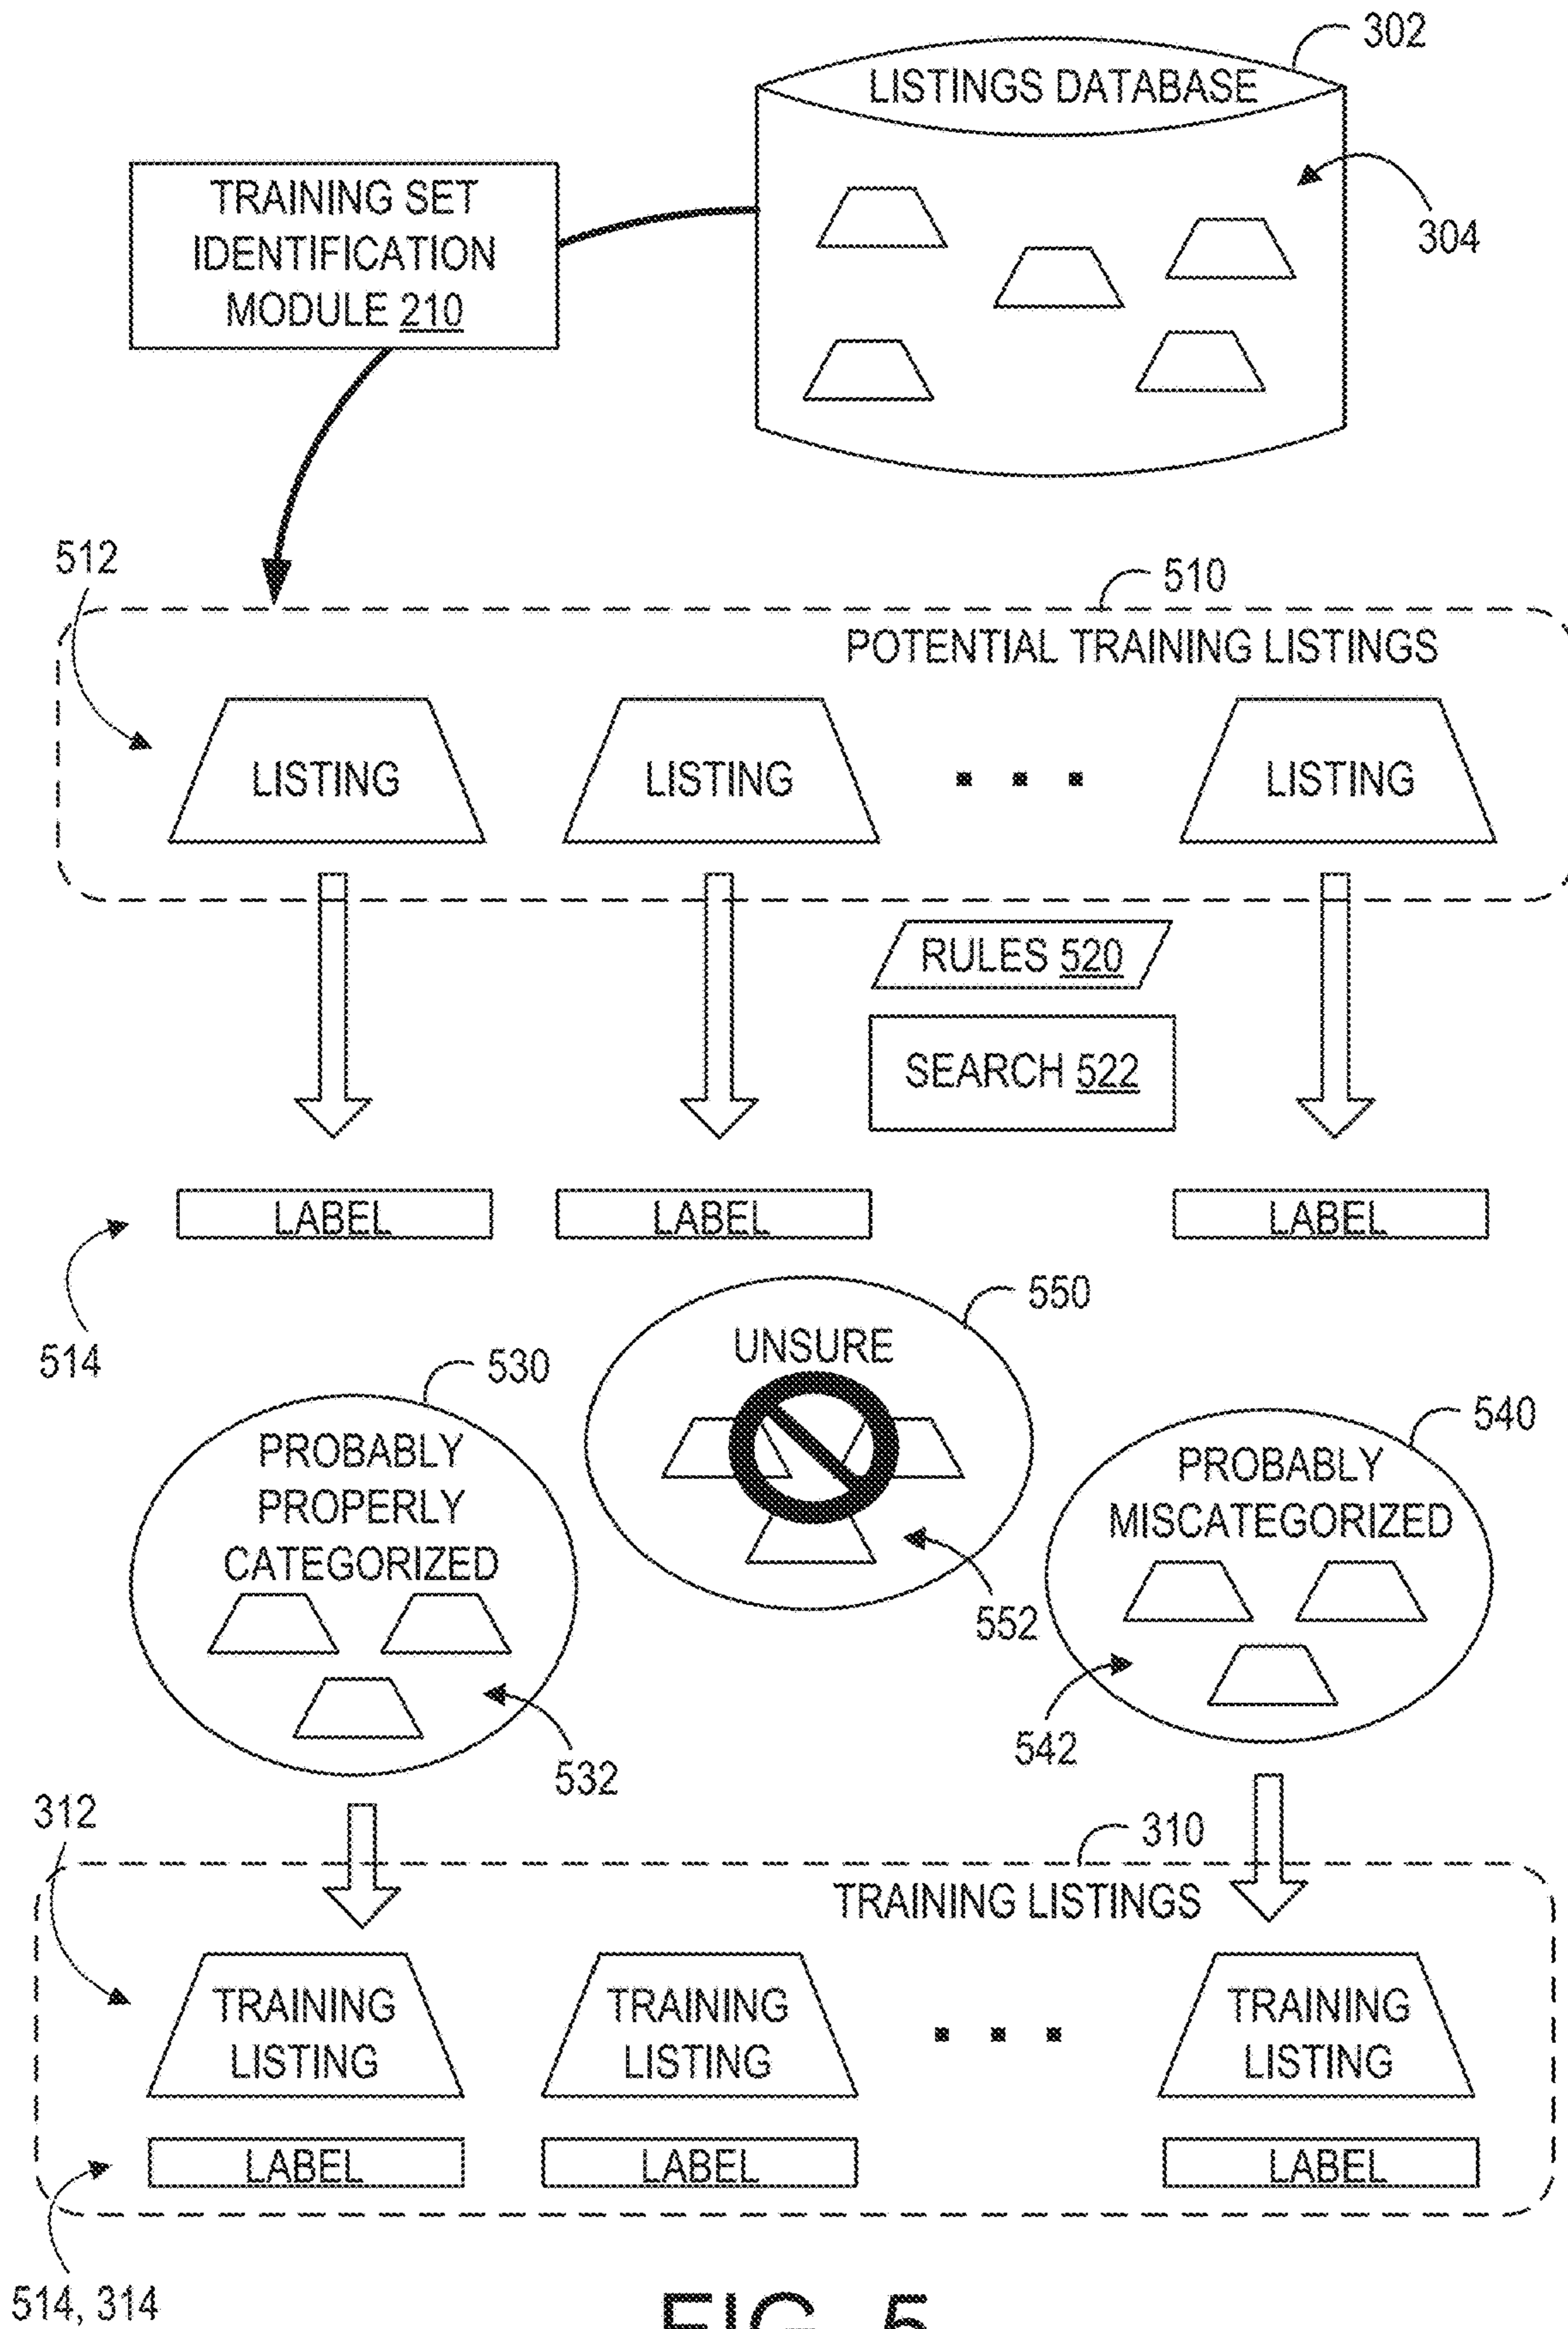 302
LISTINGS DATABASE
TRAINING SET
IDENTIFICATION
MODULE 210
304
512
510
POTENTIAL TRAINING LISTINGS
LISTING LISTING . . . LISTING
RULES 520
SEARCH 522
LABEL LABEL LABEL
514
550
UNSURE
530
PROBABLY
PROPERLY
CATEGORIZED
540
PROBABLY
MISCATEGORIZED
552
542
532
312
310
TRAINING LISTINGS
TRAINING
LISTING
TRAINING
LISTING
. . .
TRAINING
LISTING
LABEL LABEL LABEL
514, 314
FIG. 5